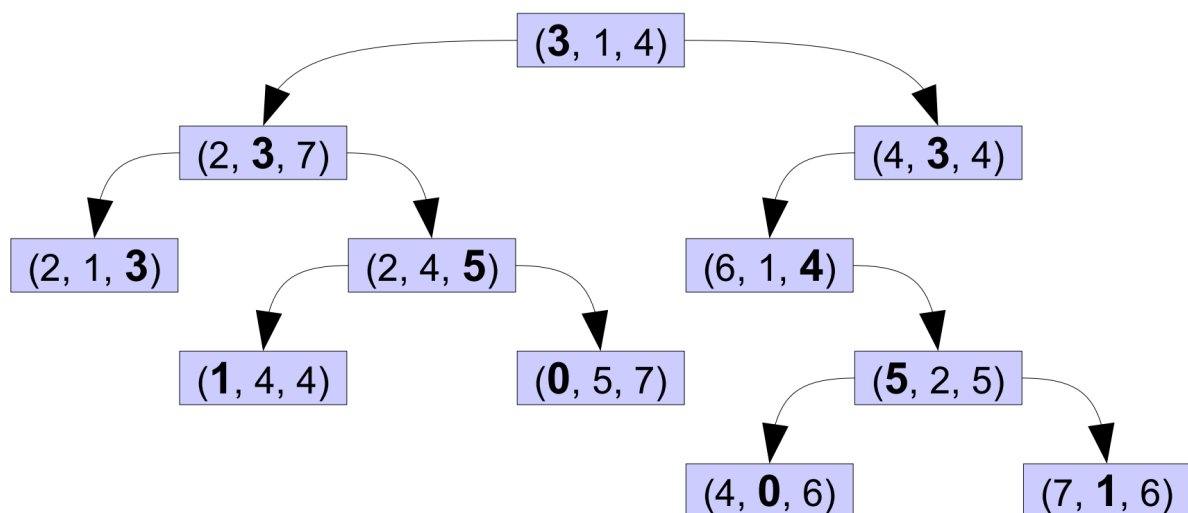 (3, 1, 4)
(2, 3, 7)
(4, 3, 4)
(2, 1, 3)
(2, 4, 5)
(6, 1, 4)
(1, 4, 4)
(0, 5, 7)
(5, 2, 5)
(4, 0, 6)
(7, 1, 6)